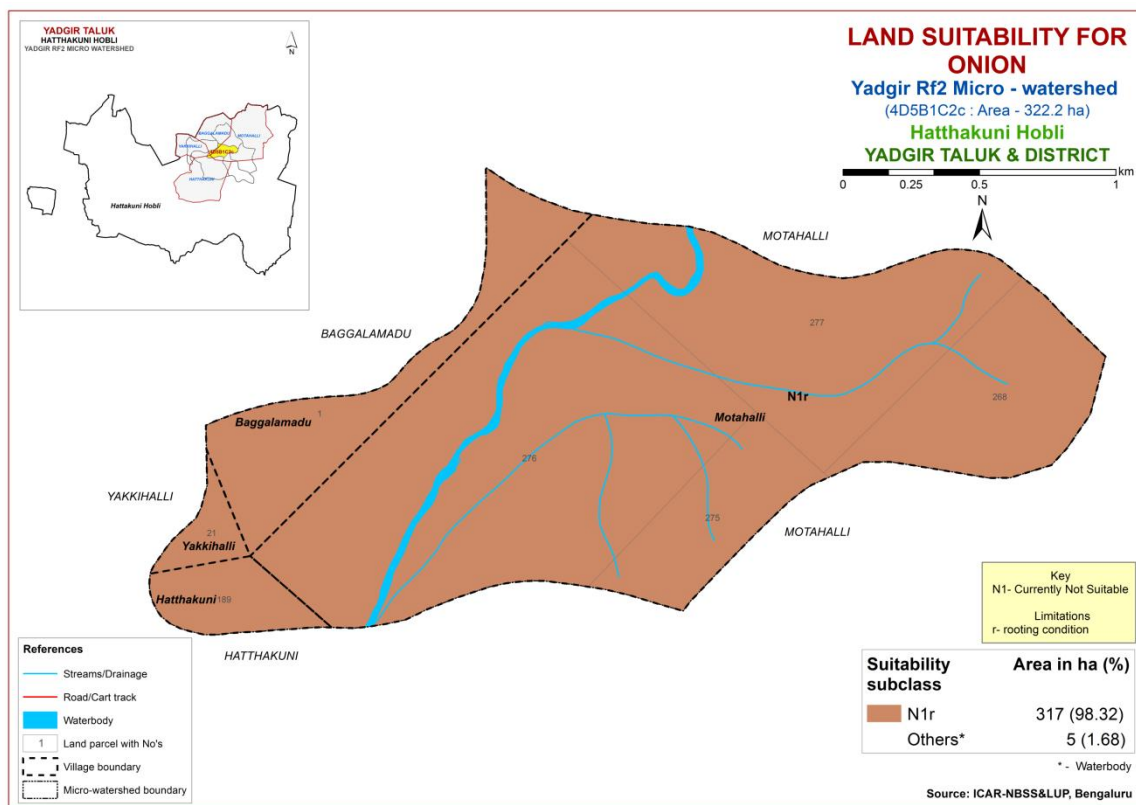 YADGIR TALUK
HATTHAKUNI HOBLI
YADGIR RF2 MICRO WATERSHED
N
BAGGALAMADU
MOTAHALLI
HATTHAKUNI
Hattakuni Hobli
LAND SUITABILITY FOR
ONION
Yadgir Rf2 Micro - watershed
(4D5B1C2c : Area - 322.2 ha)
Hatthakuni Hobli
YADGIR TALUK & DISTRICT
km
0 0.25 0.5 1
N
MOTAHALLI
BAGGALAMADU
277
N1r
268
Baggalamadu
1
Motahalli
276
YAKKIHALLI
275
MOTAHALLI
21
Yakkihalli
Hatthakuni
189
HATTHAKUNI
Key
N1- Currently Not Suitable
Limitations
r- rooting condition
References
Streams/Drainage
Road/Cart track
Waterbody
1 Land parcel with No's
Village boundary
Micro-watershed boundary
Suitability subclass Area in ha (%)
N1r 317 (98.32)
Others* 5 (1.68)
* - Waterbody
Source: ICAR-NBSS&LUP, Bengaluru